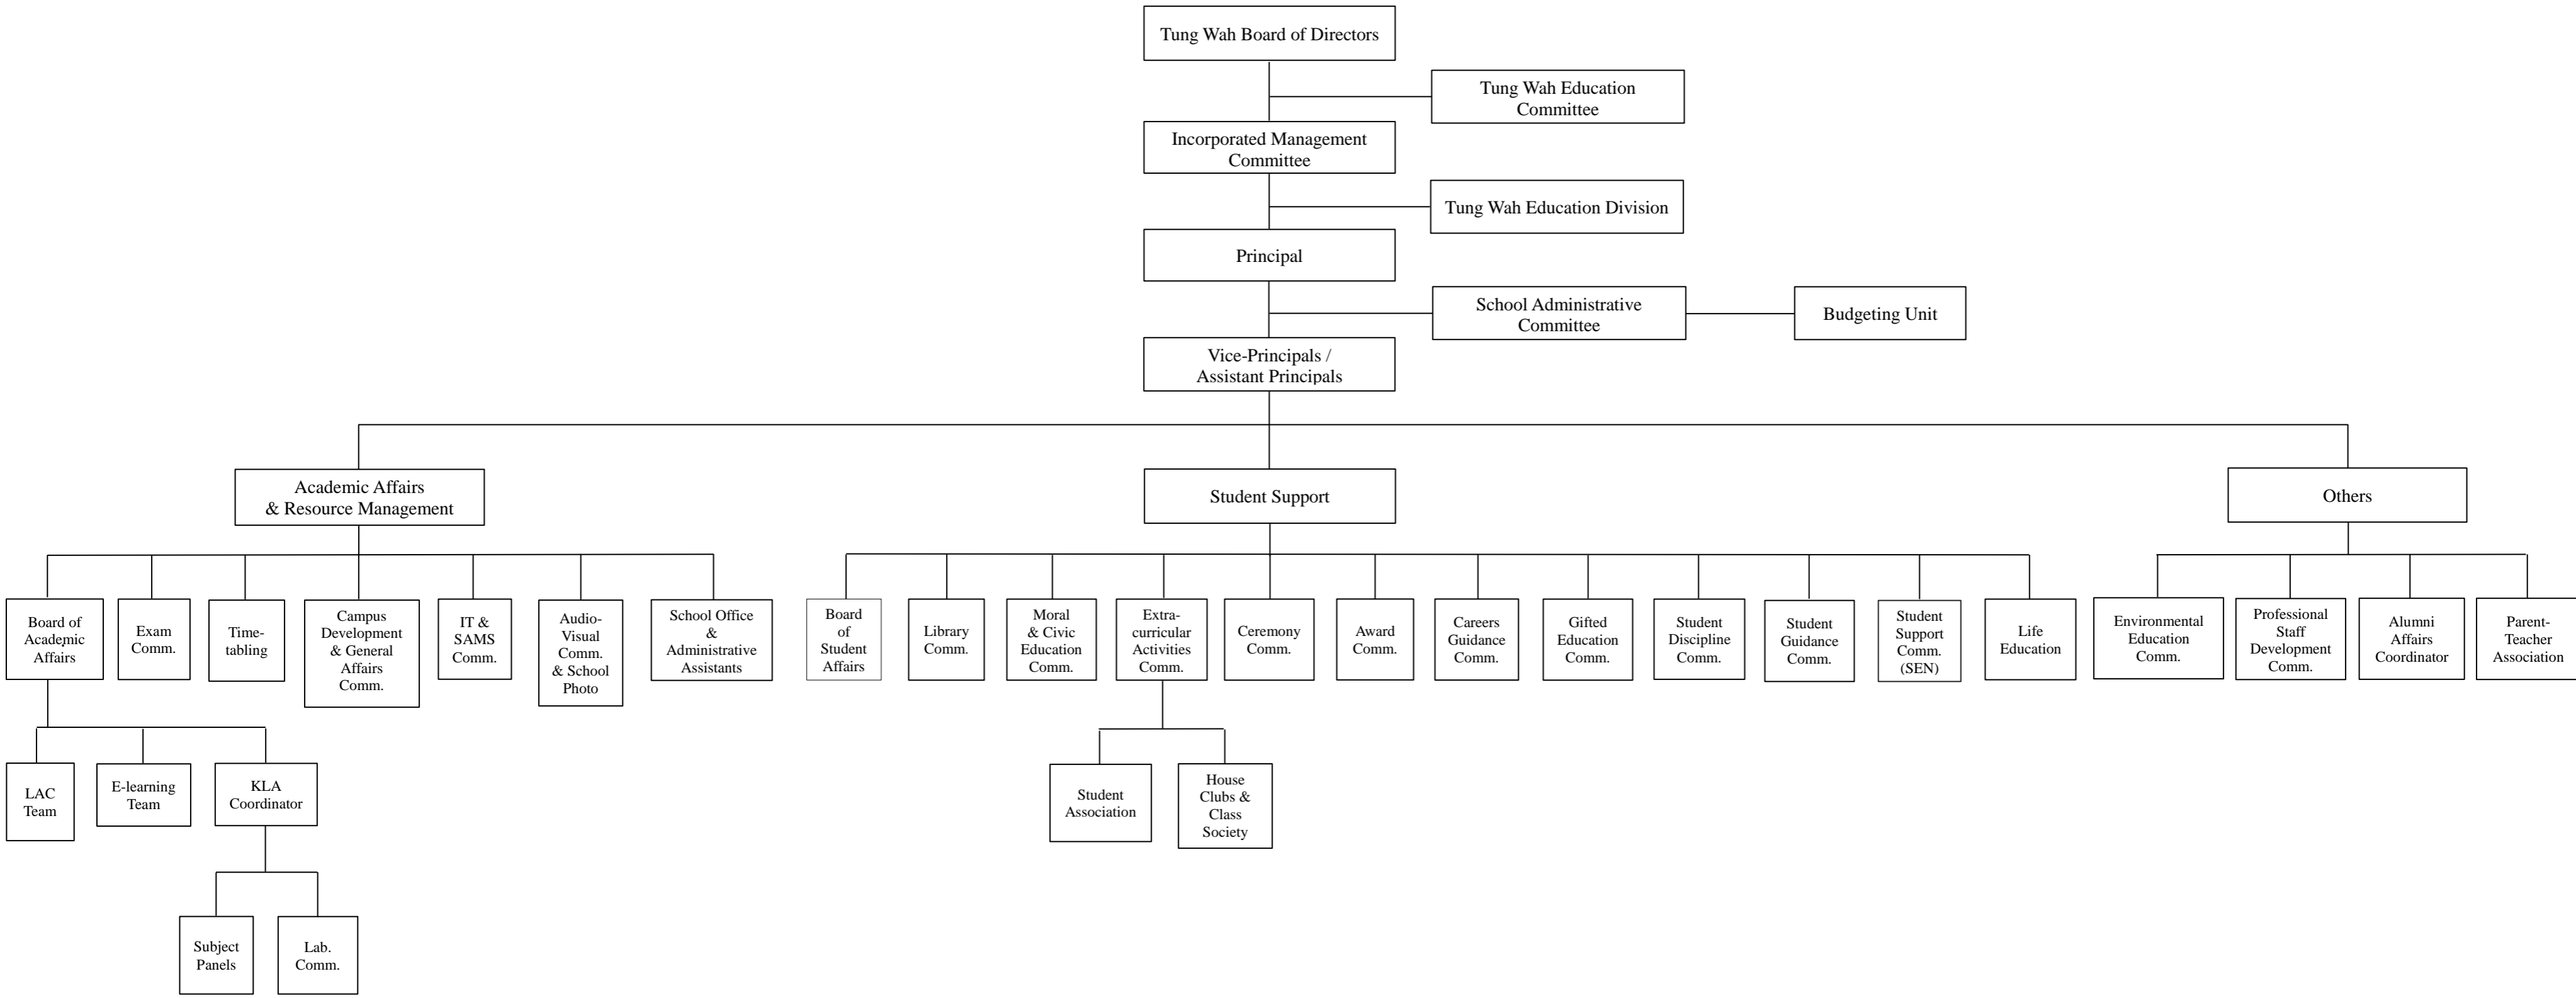 Tung Wah Board of Directors
Tung Wah Education
Committee
Incorporated Management
Committee
Tung Wah Education Division
Principal
School Administrative
Committee
Budgeting Unit
Vice-Principals /
Assistant Principals
Academic Affairs
& Resource Management
Student Support
Others
Board of
Academic
Affairs
Exam
Comm.
Time-
tabling
Campus
Development
& General
Affairs
Comm.
IT &
SAMS
Comm.
Audio-
Visual
Comm.
& School
Photo
School Office
&
Administrative
Assistants
Board
of
Student
Affairs
Library
Comm.
Moral
& Civic
Education
Comm.
Extra-
curricular
Activities
Comm.
Ceremony
Comm.
Award
Comm.
Careers
Guidance
Comm.
Gifted
Education
Comm.
Student
Discipline
Comm.
Student
Guidance
Comm.
Student
Support
Comm.
(SEN)
Life
Education
Environmental
Education
Comm.
Professional
Staff
Development
Comm.
Alumni
Affairs
Coordinator
Parent-
Teacher
Association
LAC
Team
E-learning
Team
KLA
Coordinator
Student
Association
House
Clubs &
Class
Society
Subject
Panels
Lab.
Comm.